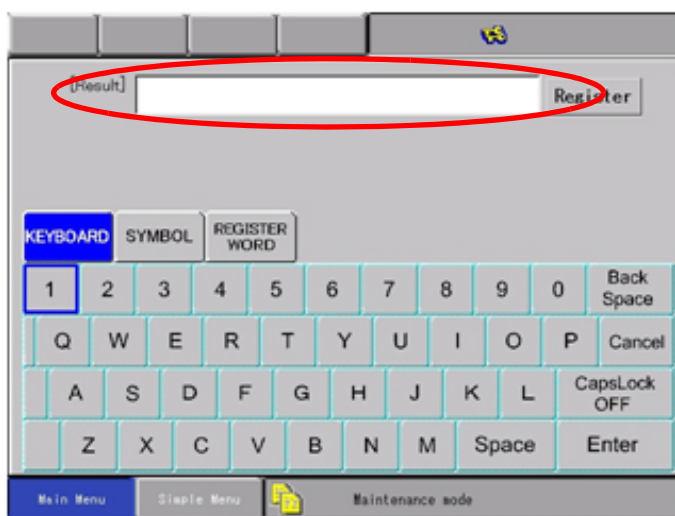 [Result] Register
KEYBOARD SYMBOL REGISTER
WORD
1 2 3 4 5 6 7 8 9 0 Back
Space
Q W E R T Y U I O P Cancel
A S D F G H J K L CapsLock
OFF
Z X C V B N M Space Enter
Main Menu Simple Menu Maintenance mode